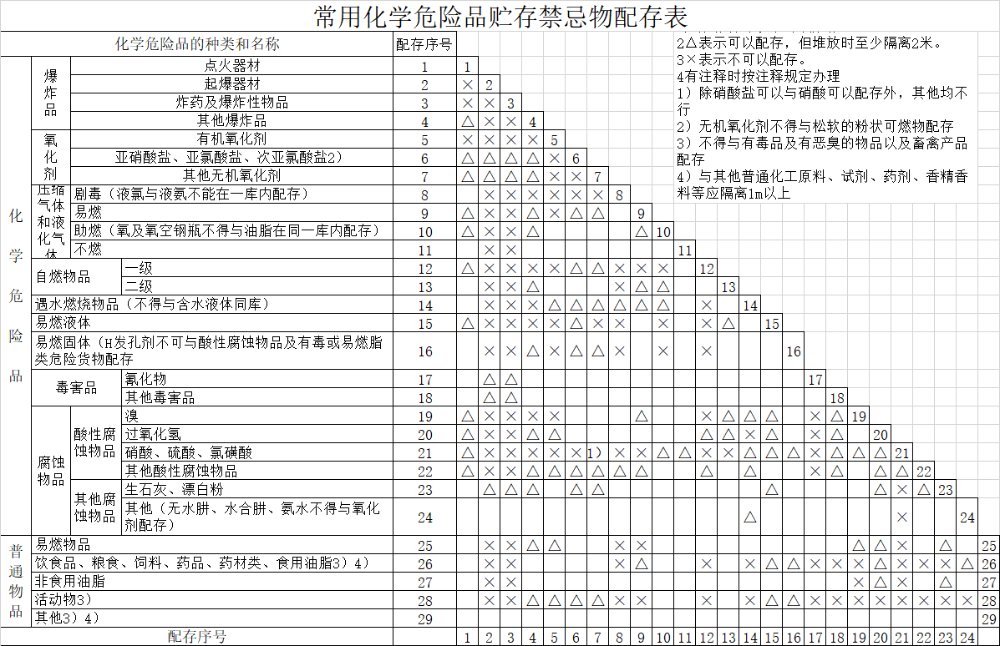 常用化学危险品贮存禁忌物配存表
化学危险品的种类和名称 配存序号
2△表示可以配存，但堆放时至少隔离2米。
3×表示不可以配存。
4有注释时按注释规定办理
1）除硝酸盐可以与硝酸可以配存外，其他均不
行
2）无机氧化剂不得与松软的粉状可燃物配存
3）不得与有毒品及有恶臭的物品以及畜禽产品
配存
4）与其他普通化工原料、试剂、药剂、香精香
料等应隔离1m以上
化学危险品
爆炸品
点火器材 1 1
起爆器材 2 × 2
炸药及爆炸性物品 3 × × 3
其他爆炸品 4 △ × × 4
氧化剂
有机氧化剂 5 × × × × 5
亚硝酸盐、亚氯酸盐、次亚氯酸盐2） 6 △ △ △ △ × 6
其他无机氧化剂 7 △ △ △ △ × × 7
压缩
气体
和液
化气
体
剧毒（液氯与液氨不能在一库内配存） 8 × × × × × × 8
易燃 9 △ × × △ × △ △ 9
助燃（氧及氧空钢瓶不得与油脂在同一库内配存） 10 △ × × △ △ 10
不燃 11 × × 11
自燃物品
一级 12 △ × × × × △ △ × × × 12
二级 13 × × △ × △ △ 13
遇水燃烧物品（不得与含水液体同库） 14 × × × △ △ △ △ △ △ × 14
易燃液体 15 △ × × × × △ × × × × △ 15
易燃固体（H发孔剂不可与酸性腐蚀物品及有毒或易燃脂
类危险货物配存 16 × × △ × △ △ × × × 16
毒害品
氰化物 17 △ △ 17
其他毒害品 18 △ △ 18
腐蚀
物品
酸性腐
蚀物品
溴 19 △ × × × × △ × △ △ △ × △ 19
过氧化氢 20 △ × × △ △ △ △ × △ × △ 20
硝酸、硫酸、氯磺酸 21 △ × × × × × 1） × × △ △ × × △ △ △ × △ △ △ 21
其他酸性腐蚀物品 22 △ × × △ △ △ △ △ △ △ △ × △ △ △ 22
其他腐
蚀物品
生石灰、漂白粉 23 △ △ △ △ △ △ △ × △ 23
其他（无水肼、水合肼、氨水不得与氧化
剂配存） 24 △ × 24
普通物品
易燃物品 25 × × △ △ × × △ △ × △ 25
饮食品、粮食、饲料、药品、药材类、食用油脂3）4） 26 × × × △ × × △ △ × × × △ × × × △ 26
非食用油脂 27 × × × △ × △ 27
活动物3） 28 × × △ △ △ △ × × × × △ △ × × × × × × × × 28
其他3）4） 29 29
配存序号 1 2 3 4 5 6 7 8 9 10 11 12 13 14 15 16 17 18 19 20 21 22 23 24